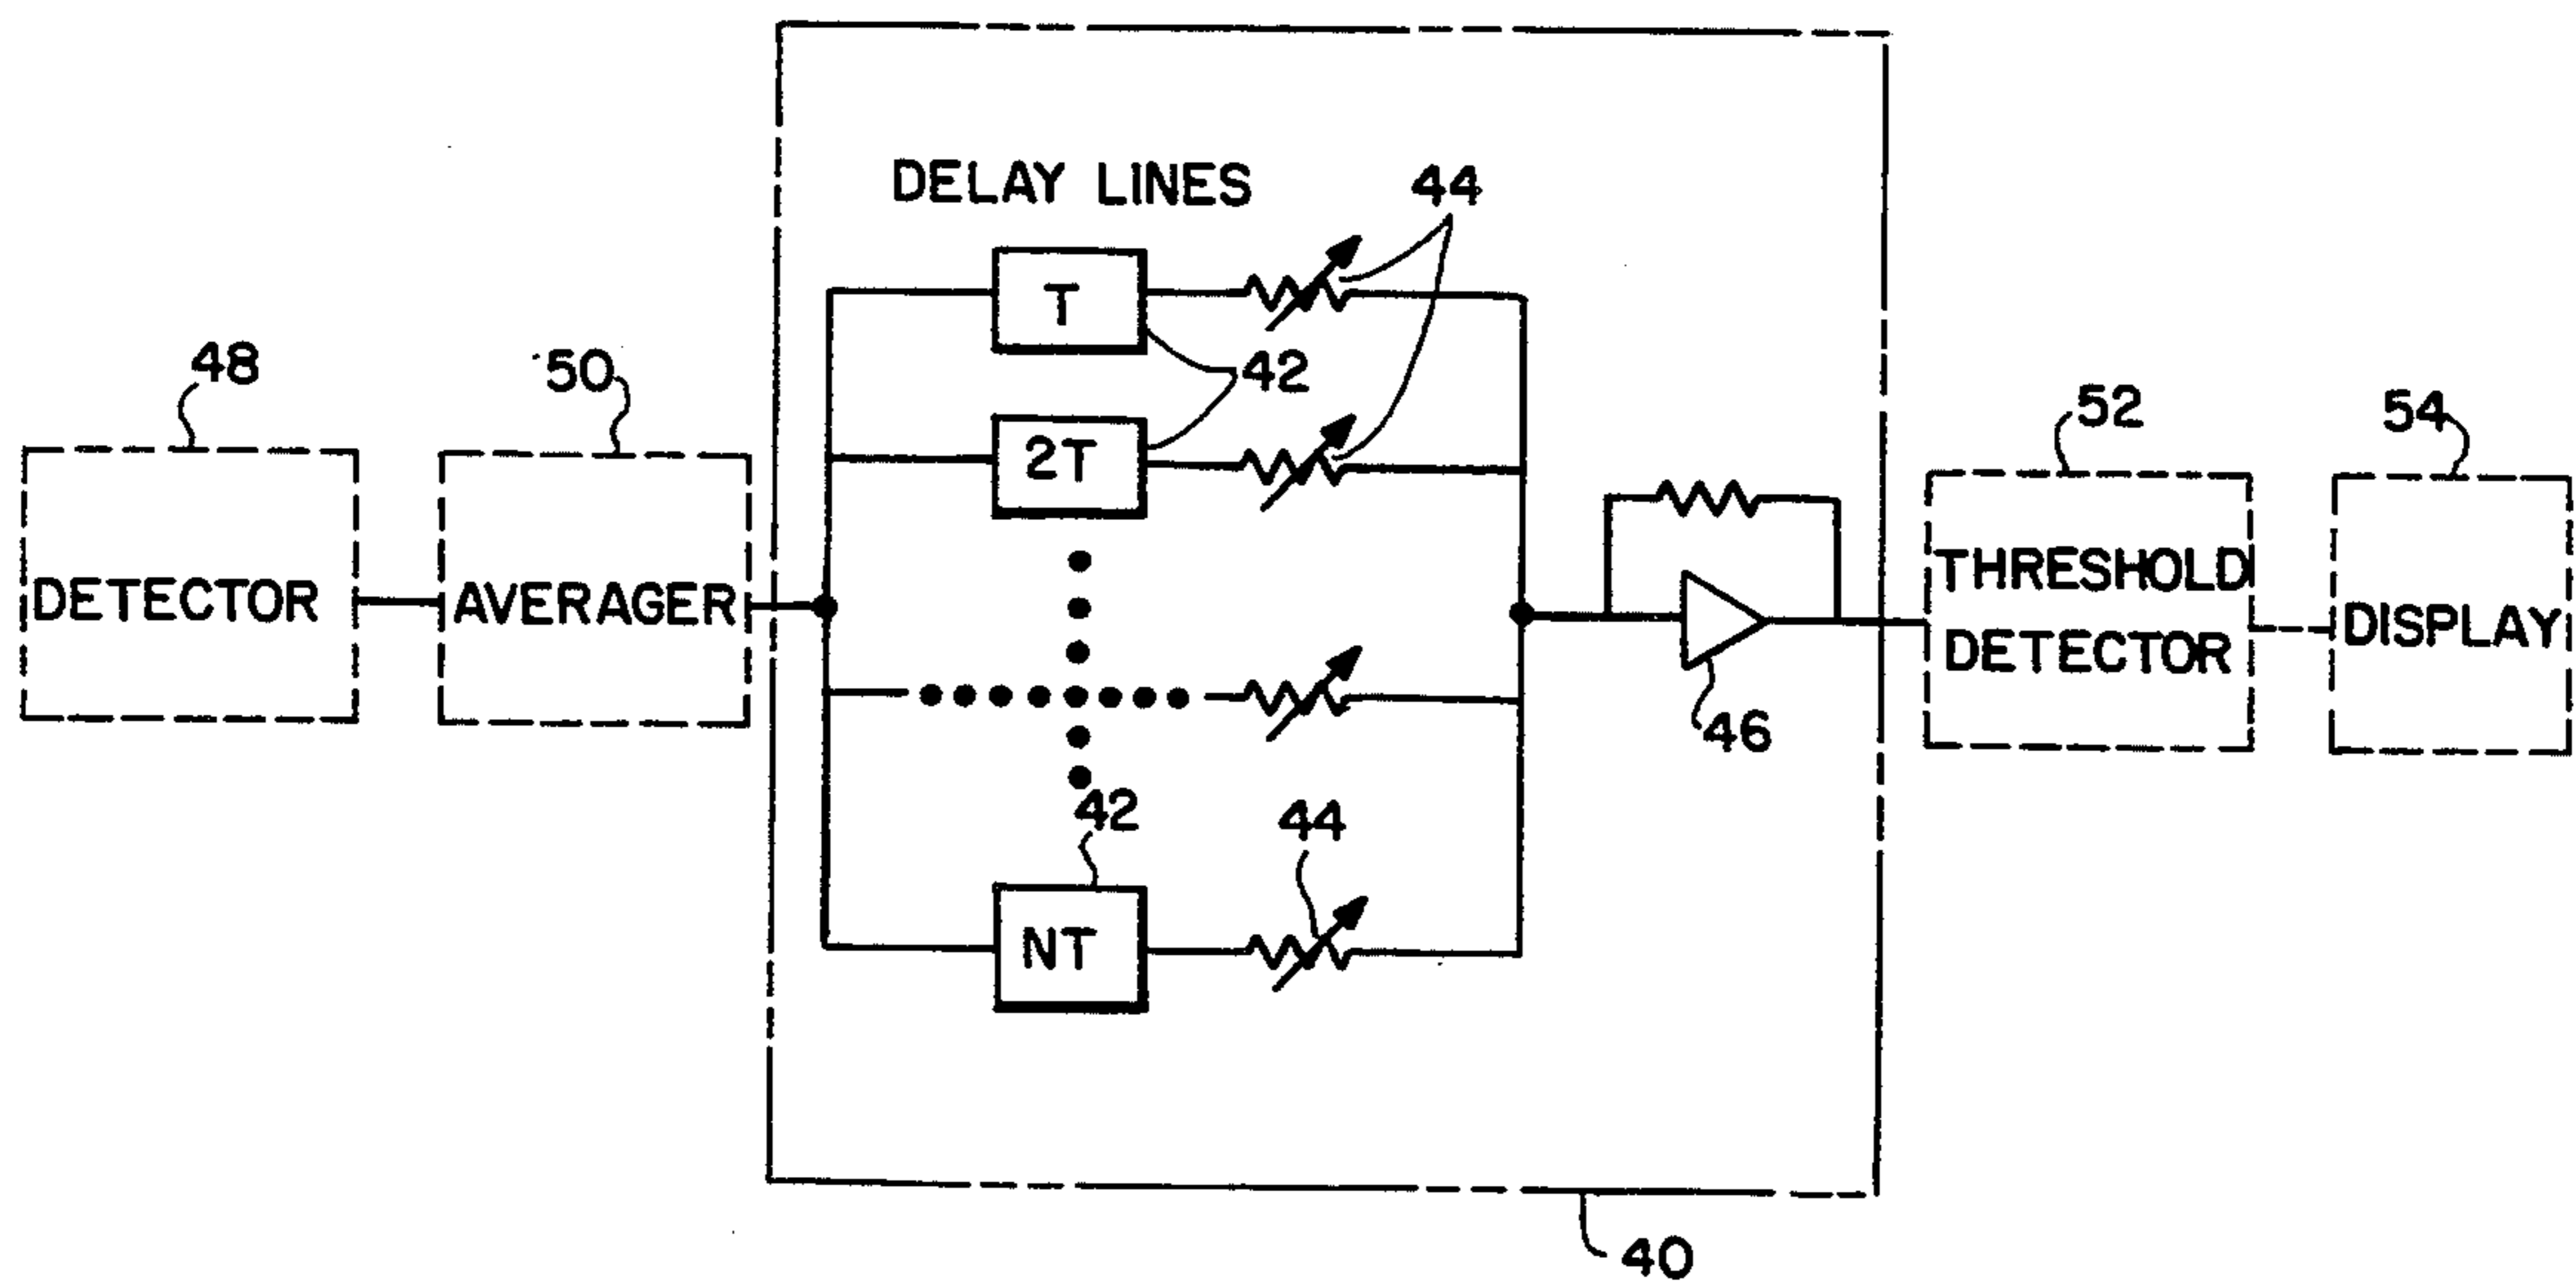 DELAY LINES
44
T
42
48
50
2T
52
54
DETECTOR
AVERAGER
THRESHOLD
DETECTOR
DISPLAY
46
42
44
NT
40